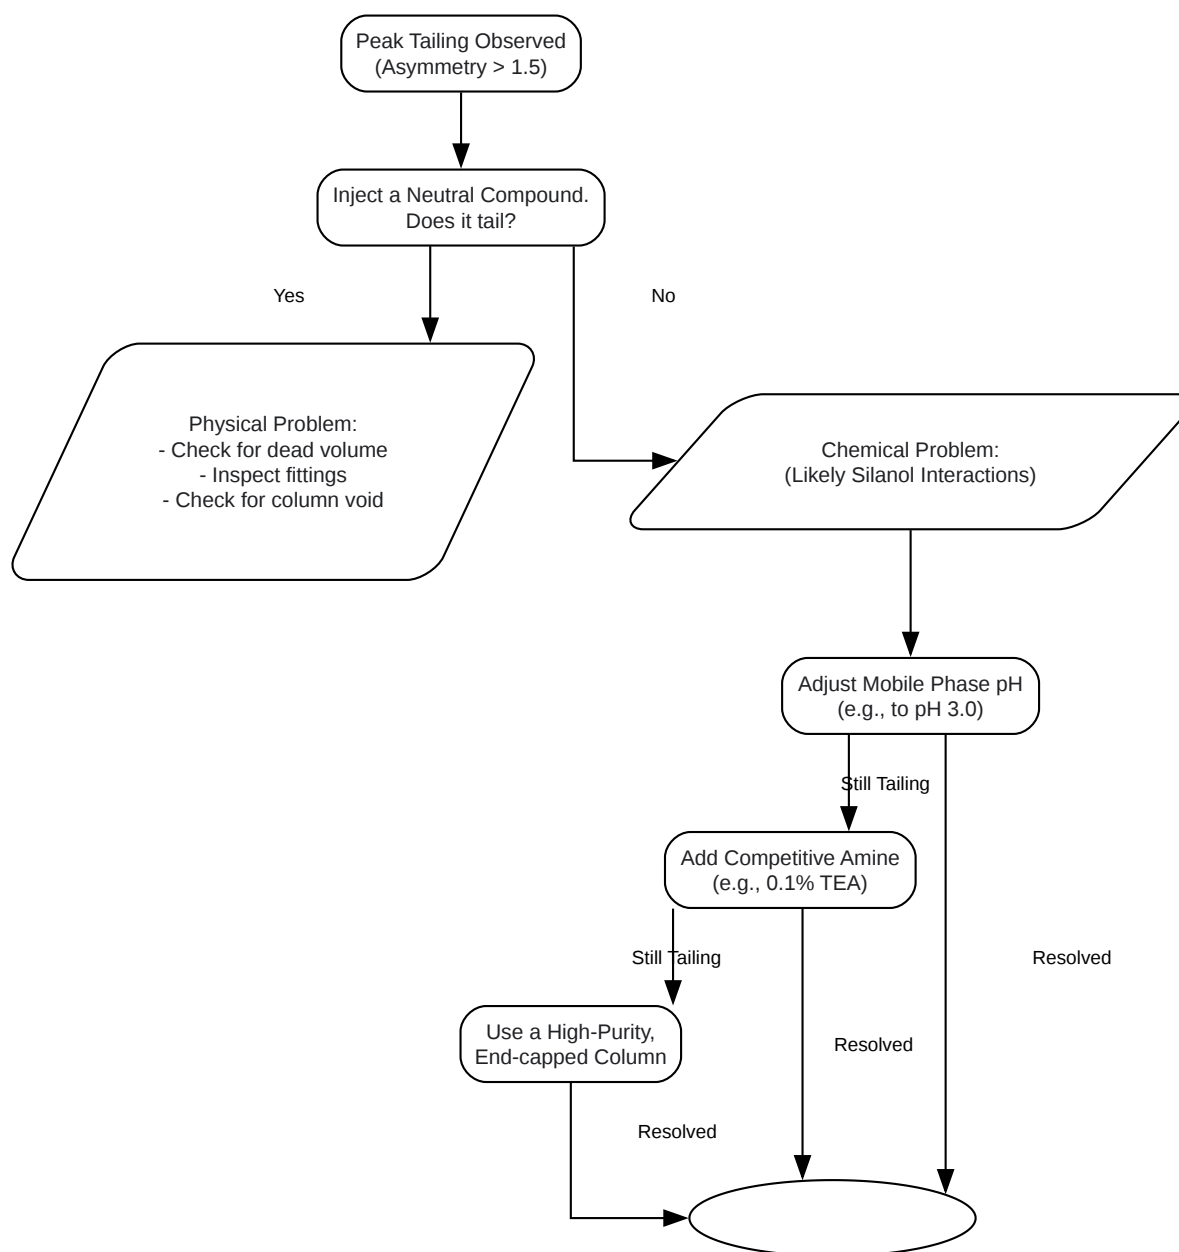 Peak Tailing Observed
(Asymmetry > 1.5)
Inject a Neutral Compound.
Does it tail?
Yes
No
Physical Problem:
- Check for dead volume
- Inspect fittings
- Check for column void
Chemical Problem:
(Likely Silanol Interactions)
Adjust Mobile Phase pH
(e.g., to pH 3.0)
Still Tailing
Add Competitive Amine
(e.g., 0.1% TEA)
Still Tailing
Resolved
Use a High-Purity,
End-capped Column
Resolved
Resolved